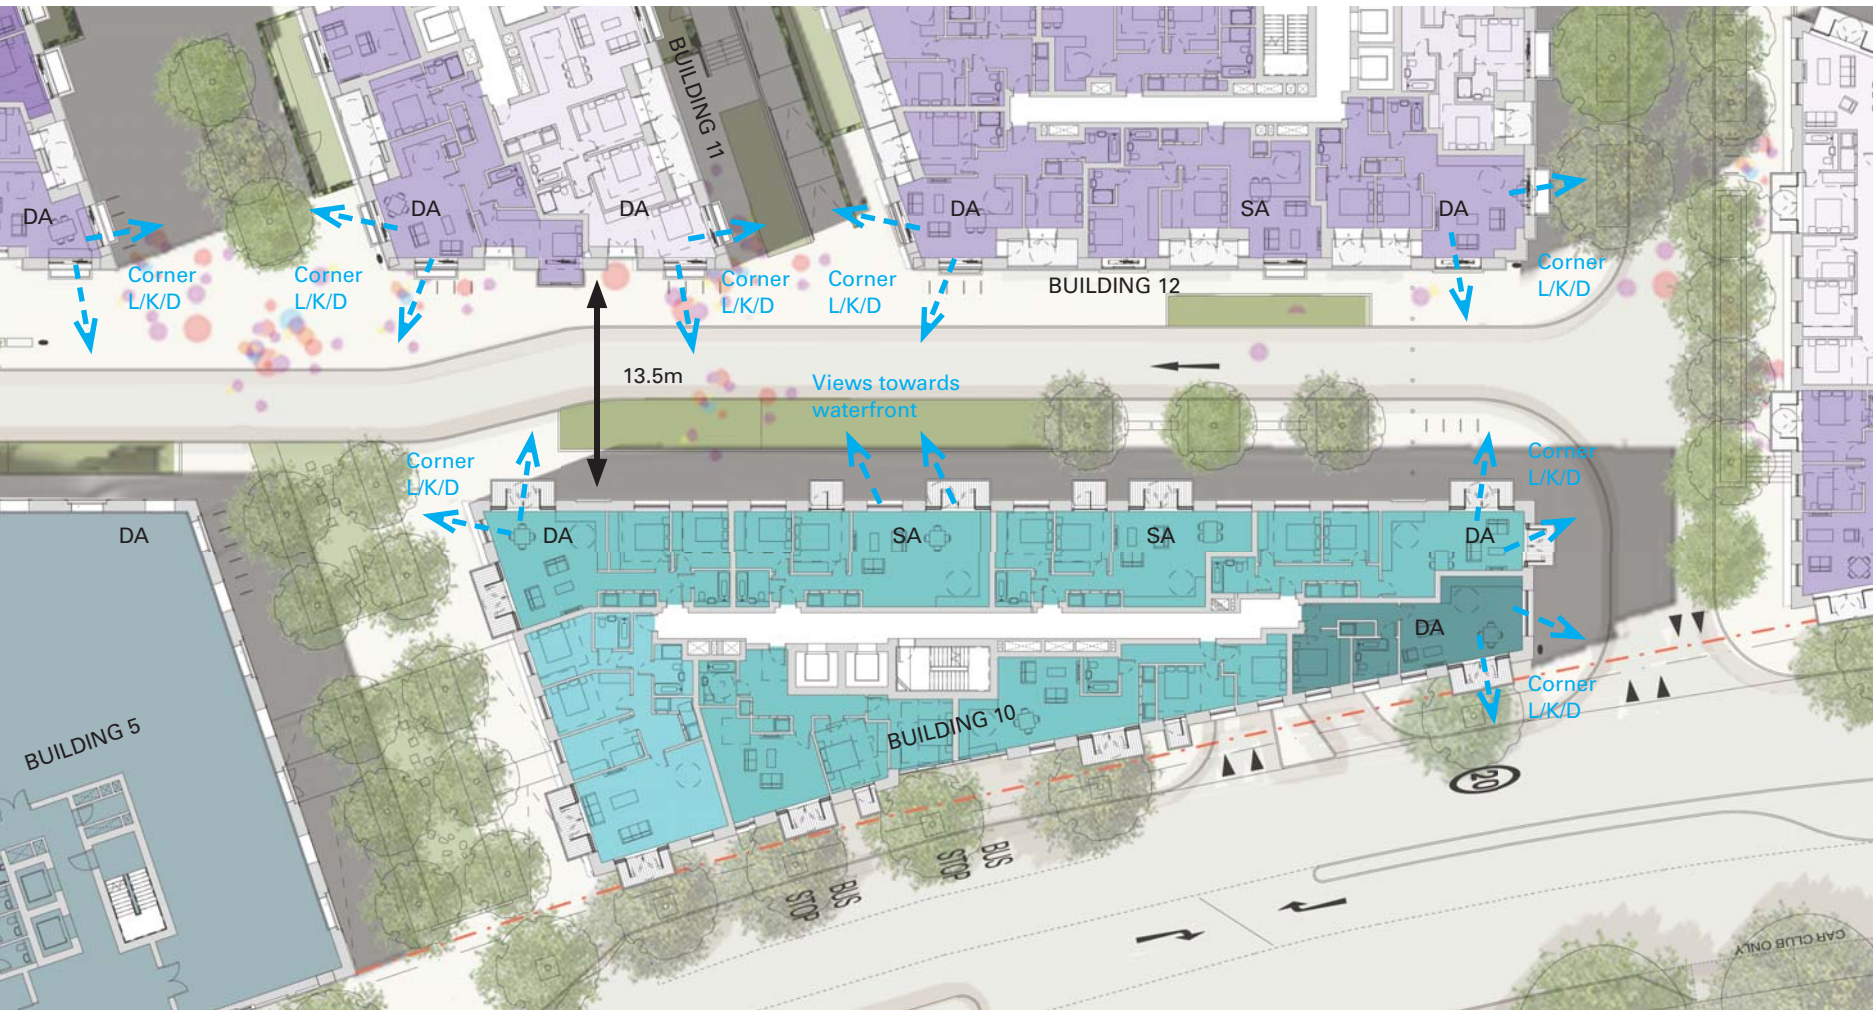 BUILDING 11
DA
DA
DA
DA
SA
DA
Corner
L/K/D
Corner
L/K/D
Corner
L/K/D
Corner
L/K/D
Corner
L/K/D
BUILDING 12
13.5m
Views towards
waterfront
Corner
L/K/D
Corner
L/K/D
DA
DA
SA
SA
DA
DA
Corner
L/K/D
BUILDING 5
BUILDING 10
20
BUS
STOP
BUS
STOP
CAR CLUB ONLY